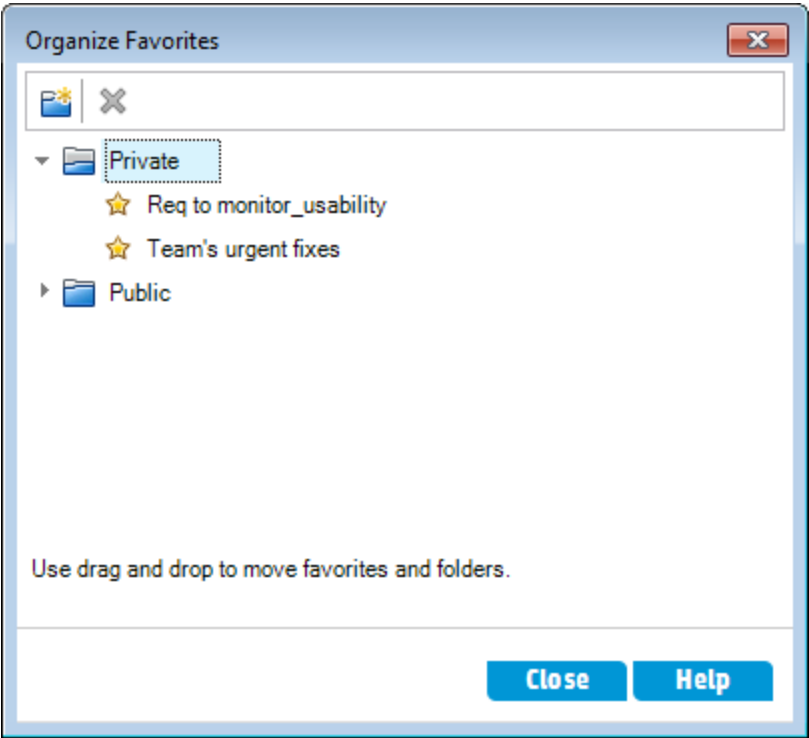 Organize Favorites
Private
Req to monitor_usability
Team's urgent fixes
Public
Use drag and drop to move favorites and folders.
Close Help